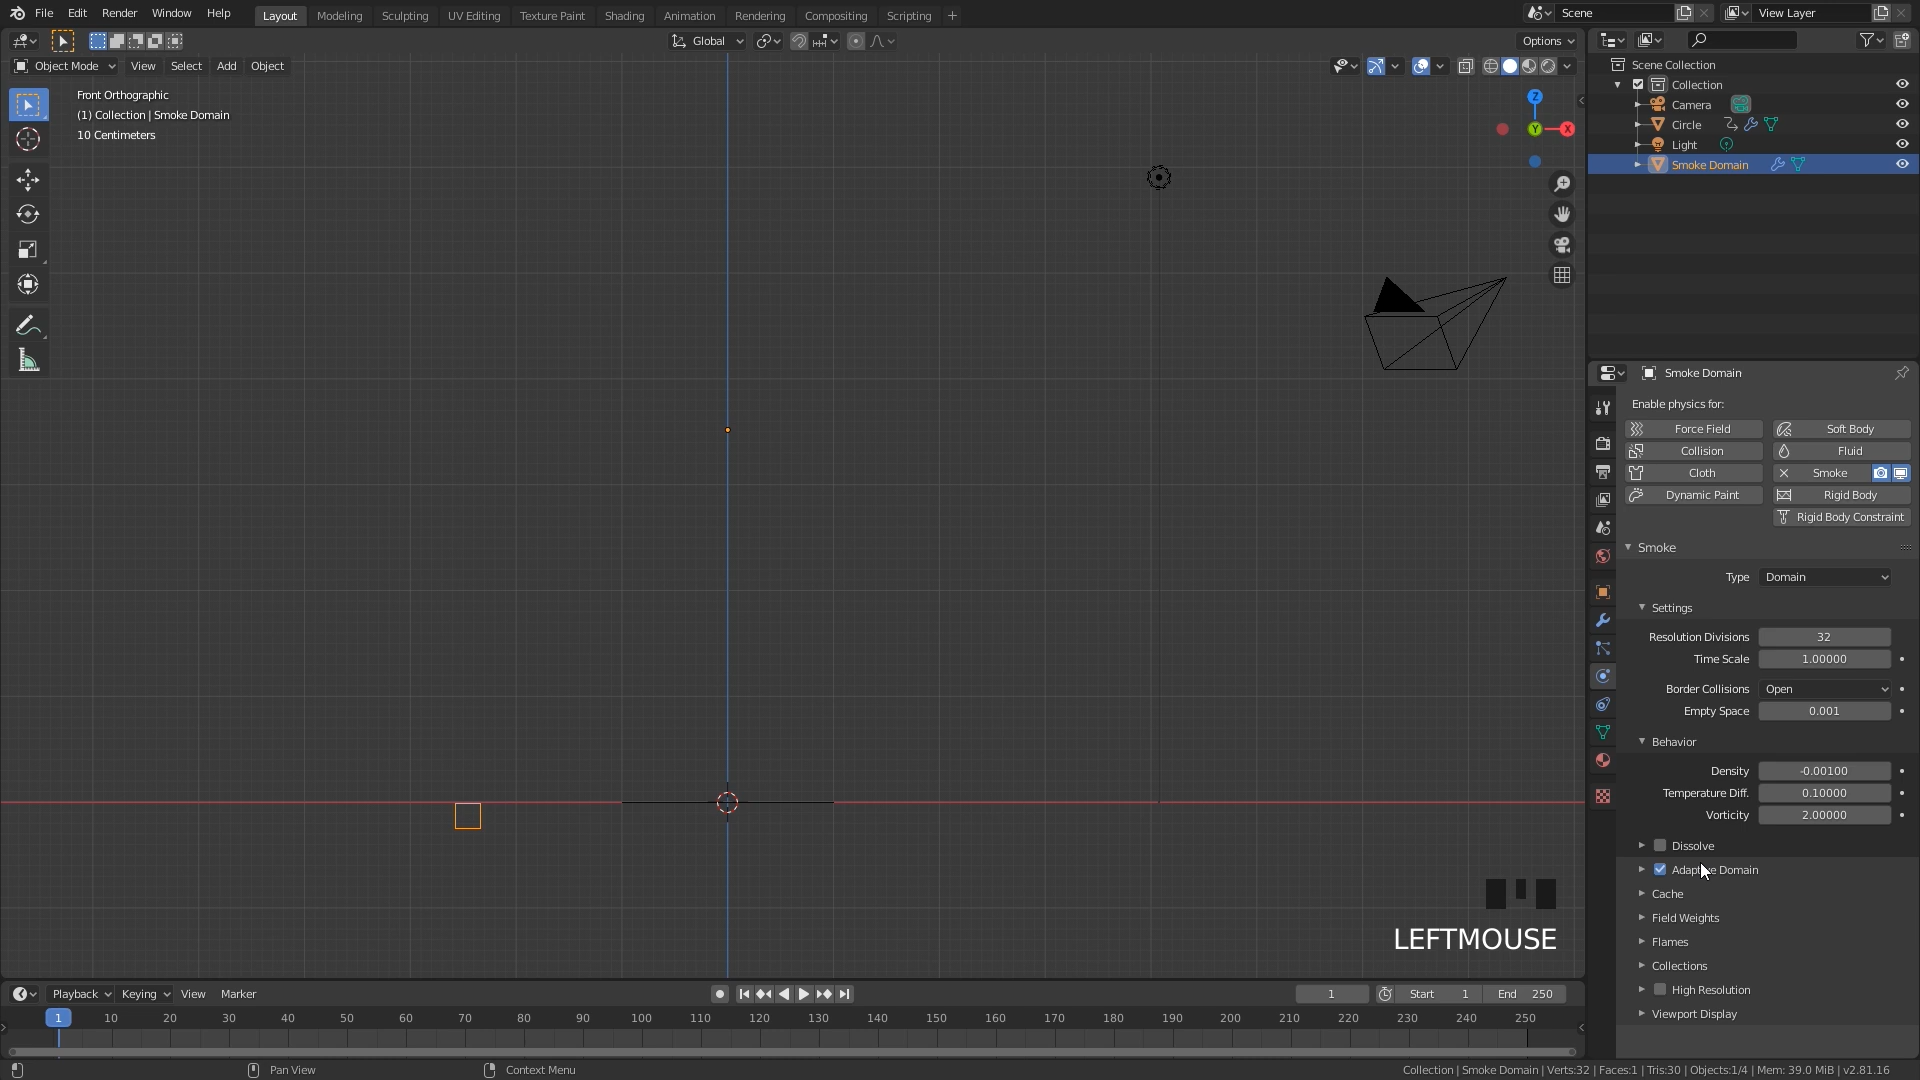 File Edit Render Window Help Layout Modeling Sculpting UV Editing Texture Paint Shading Animation Rendering Compositing Scripting + Scene View Layer
Global Options
Object Mode View Select Add Object
Front Orthographic
(1) Collection | Smoke Domain
10 Centimeters
Z
Y
X
Scene Collection
Collection
Camera
Circle
Light
Smoke Domain
Smoke Domain
Enable physics for:
Force Field Soft Body
Collision Fluid
Cloth Smoke
Dynamic Paint Rigid Body
Rigid Body Constraint
Smoke
Type Domain
Settings
Resolution Divisions 32
Time Scale 1.00000
Border Collisions Open
Empty Space 0.001
Behavior
Density -0.00100
Temperature Diff. 0.10000
Vorticity 2.00000
Dissolve
Domain
Cache
Field Weights
Flames
Collections
High Resolution
Viewport Display
LEFTMOUSE
Playback Keying View Marker 1 Start 1 End 250
1 10 20 30 40 50 60 70 80 90 100 110 120 130 140 150 160 170 180 190 200 210 220 230 240 250
Pan View Context Menu Collection | Smoke Domain | Verts:32 | Faces:1 | Tris:30 | Objects:1/4 | Mem: 39.0 MiB | v2.81.16